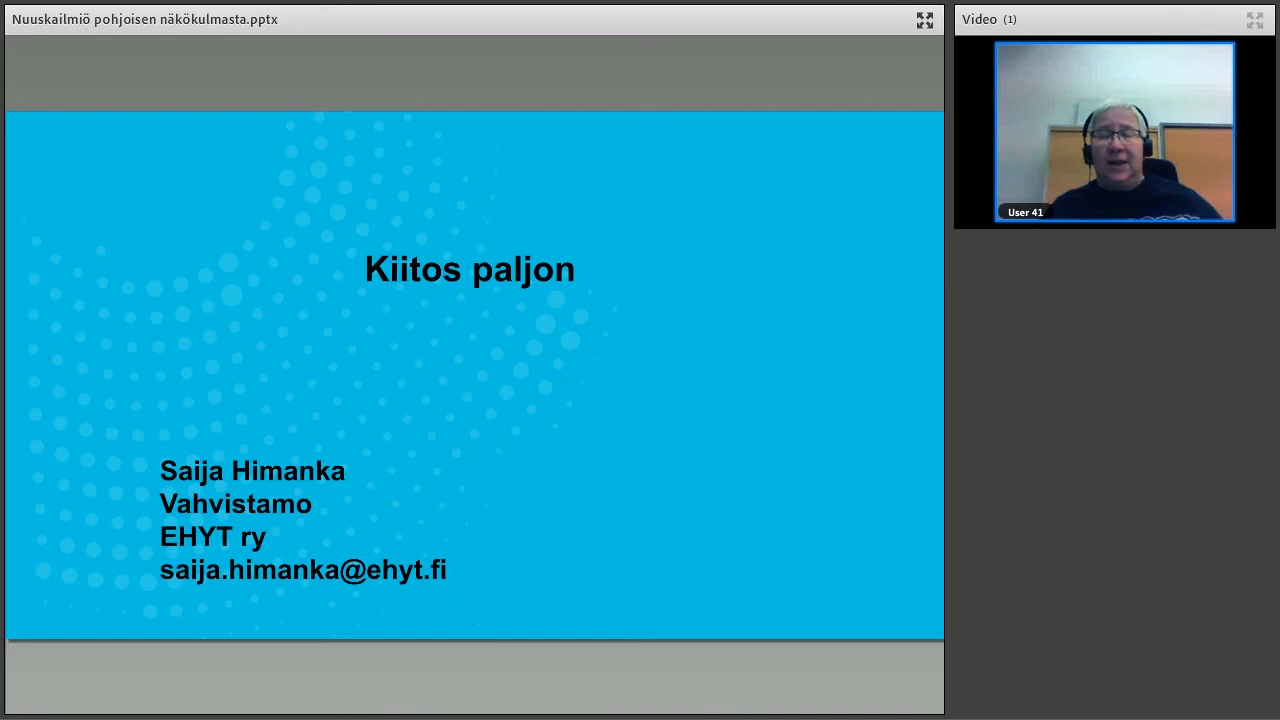 Nuuskailmiö pohjoisen näkökulmasta.pptx
Video (1)
User 41
Kiitos paljon
Saija Himanka
Vahvistamo
EHYT ry
saija.himanka@ehyt.fi